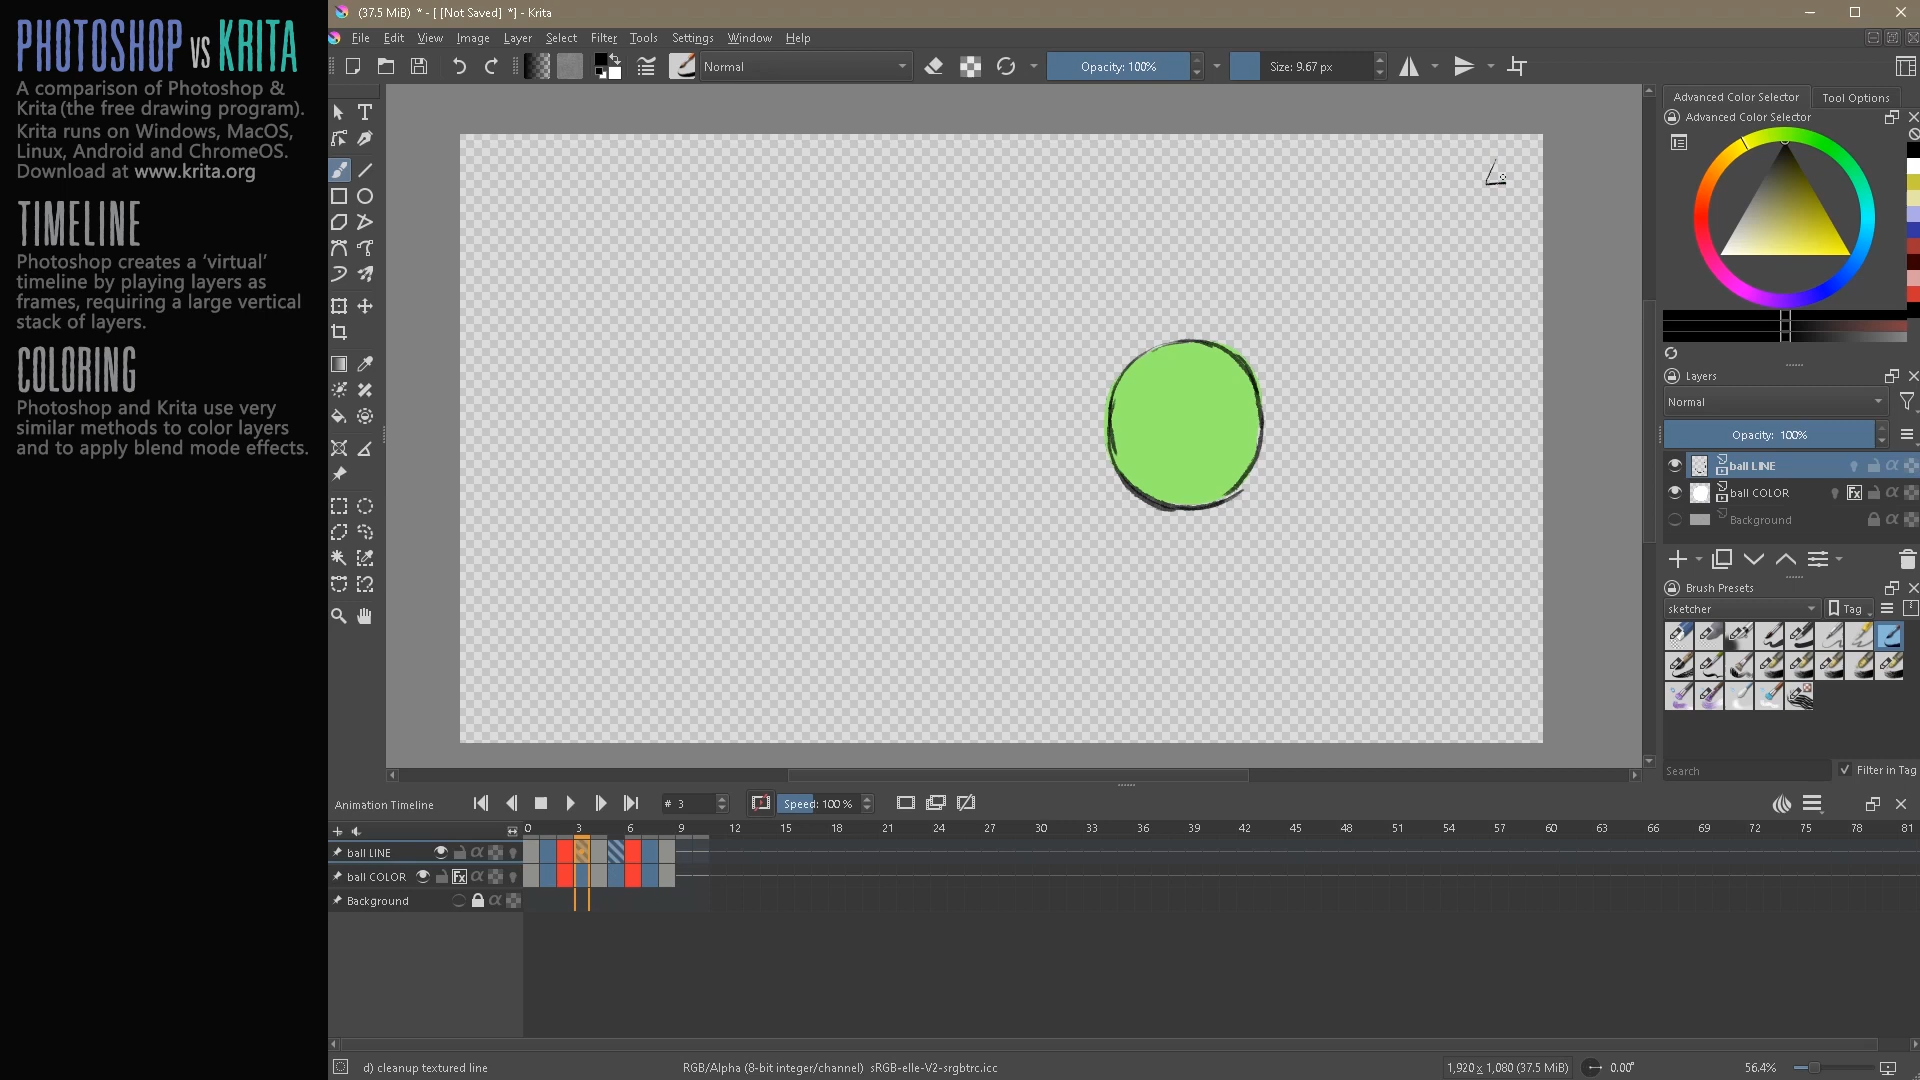 PHOTOSHOP VS KRITA
A comparison of Photoshop &
Krita (the free drawing program).
Krita runs on Windows, MacOS,
Linux, Android and ChromeOS.
Download at www.krita.org
TIMELINE
Photoshop creates a ‘virtual’
timeline by playing layers as
frames, requiring a large vertical
stack of layers.
COLORING
Photoshop and Krita use very
similar methods to color layers
and to apply blend mode effects.
(37.5 MiB) * - [ [Not Saved] *] - Krita
File Edit View Image Layer Select Filter Tools Settings Window Help
Normal Opacity: 100% Size: 9.67 px
Advanced Color Selector Tool Options
Advanced Color Selector
Layers
Normal
Opacity: 100%
ball LINE
ball COLOR
Background
Brush Presets
sketcher Tag
Search Filter in Tag
Animation Timeline # 3 Speed: 100 %
0 3 6 9 12 15 18 21 24 27 30 33 36 39 42 45 48 51 54 57 60 63 66 69 72 75 78 81
ball LINE
ball COLOR
Background
d) cleanup textured line RGB/Alpha (8-bit integer/channel) sRGB-elle-V2-srgbtrc.icc 1,920 x 1,080 (37.5 MiB) 0.00° 56.4%